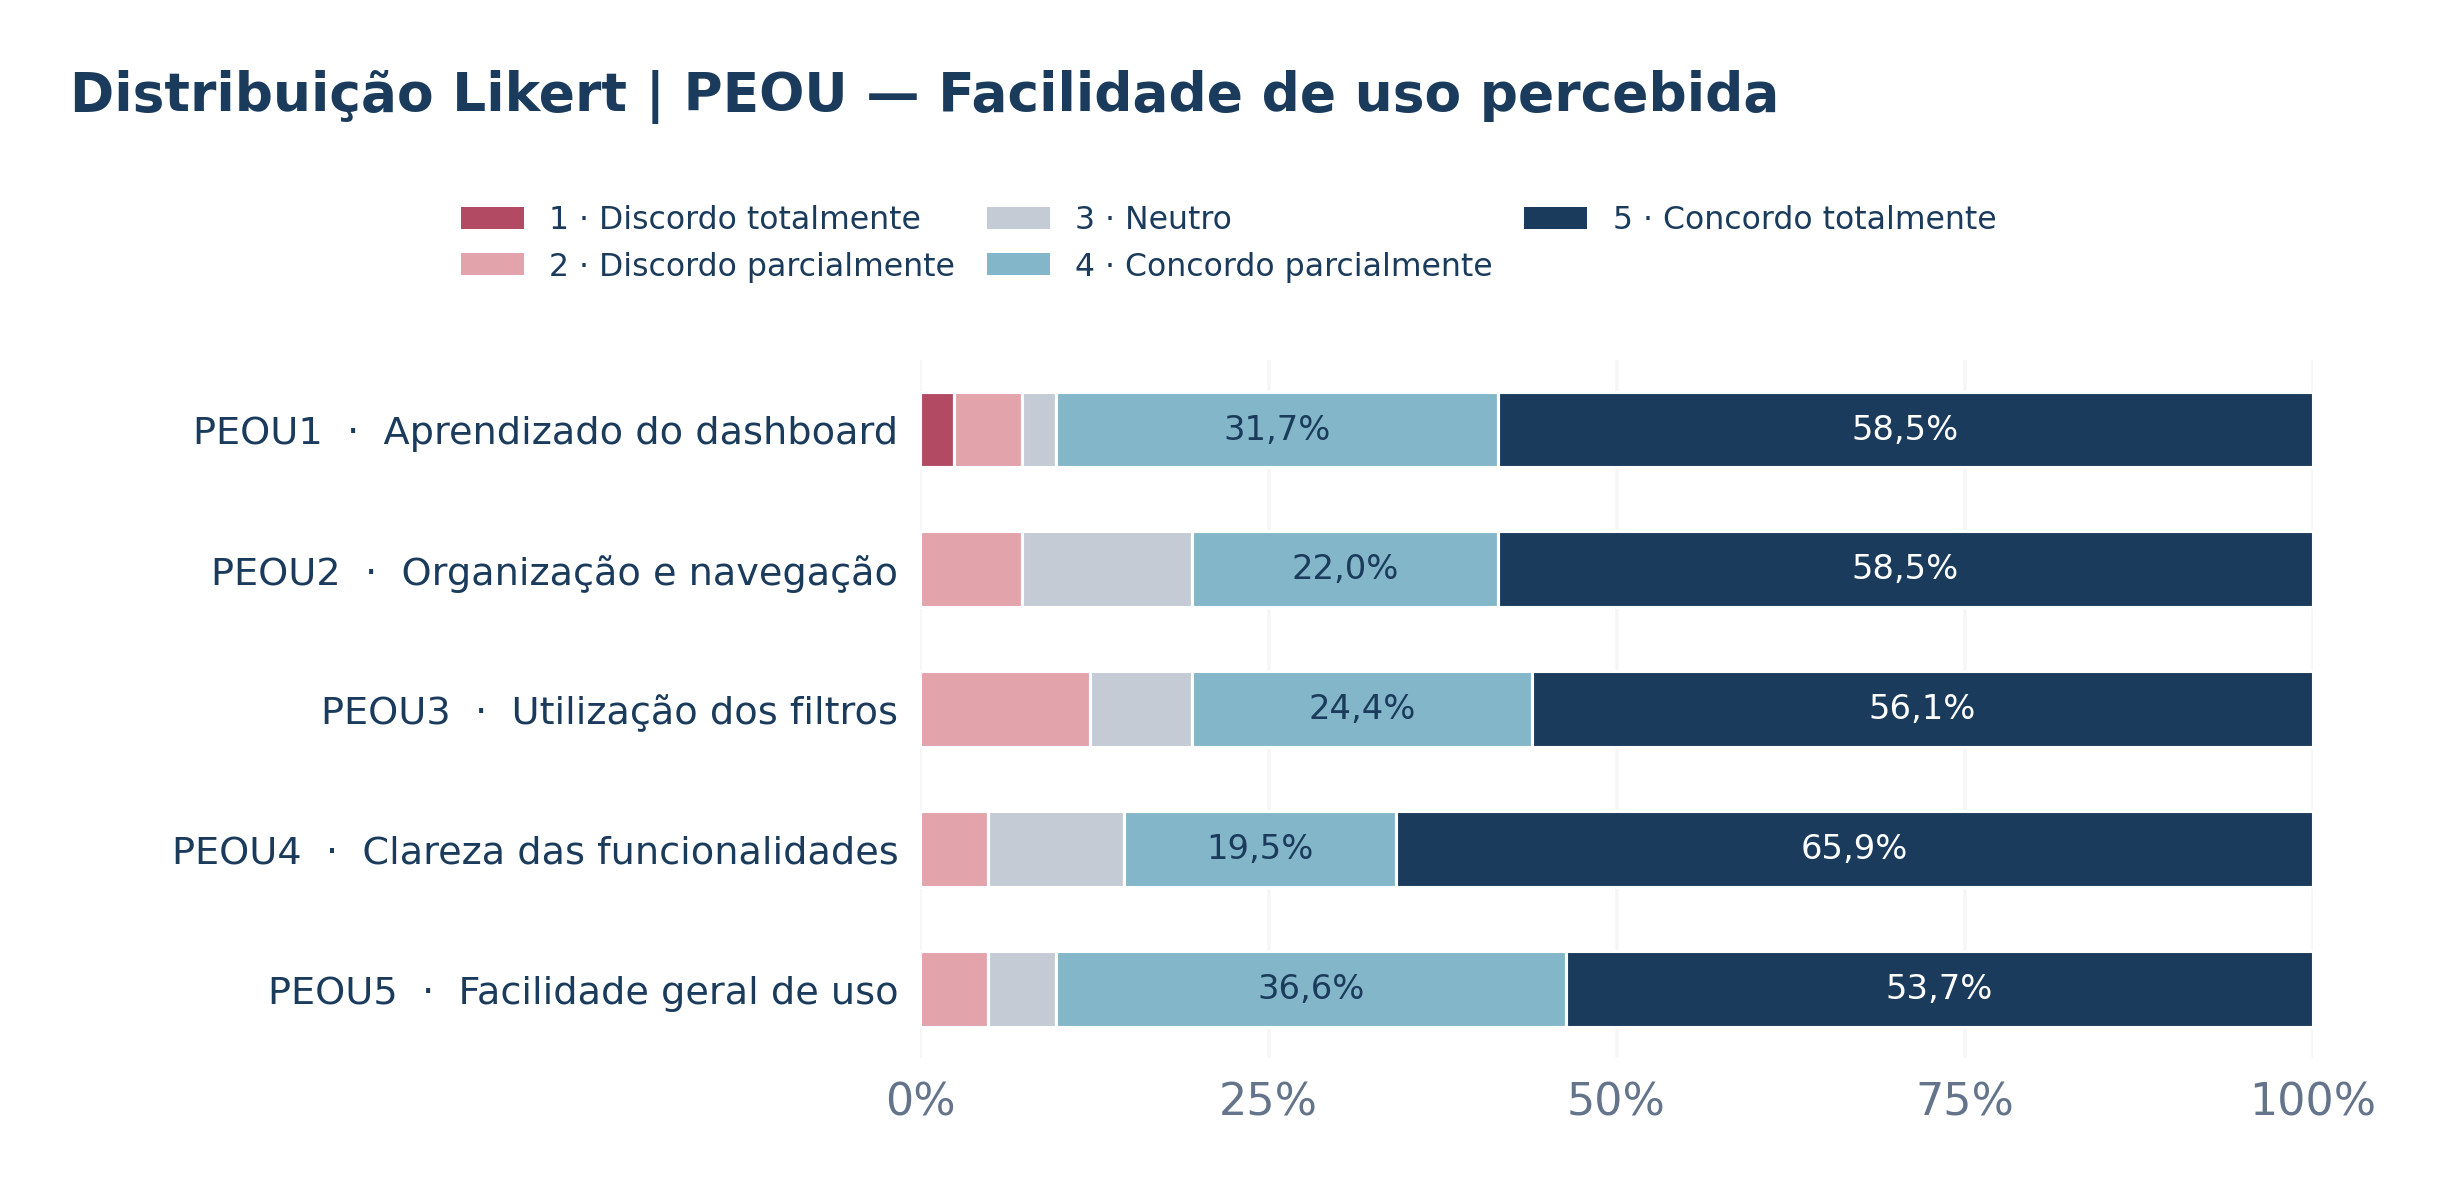 Distribuição Likert | PEOU — Facilidade de uso percebida
1 · Discordo totalmente
2 · Discordo parcialmente
3 · Neutro
4 · Concordo parcialmente
5 · Concordo totalmente
PEOU1 · Aprendizado do dashboard 31,7% 58,5%
PEOU2 · Organização e navegação 22,0% 58,5%
PEOU3 · Utilização dos filtros 24,4% 56,1%
PEOU4 · Clareza das funcionalidades 19,5% 65,9%
PEOU5 · Facilidade geral de uso 36,6% 53,7%
0% 25% 50% 75% 100%